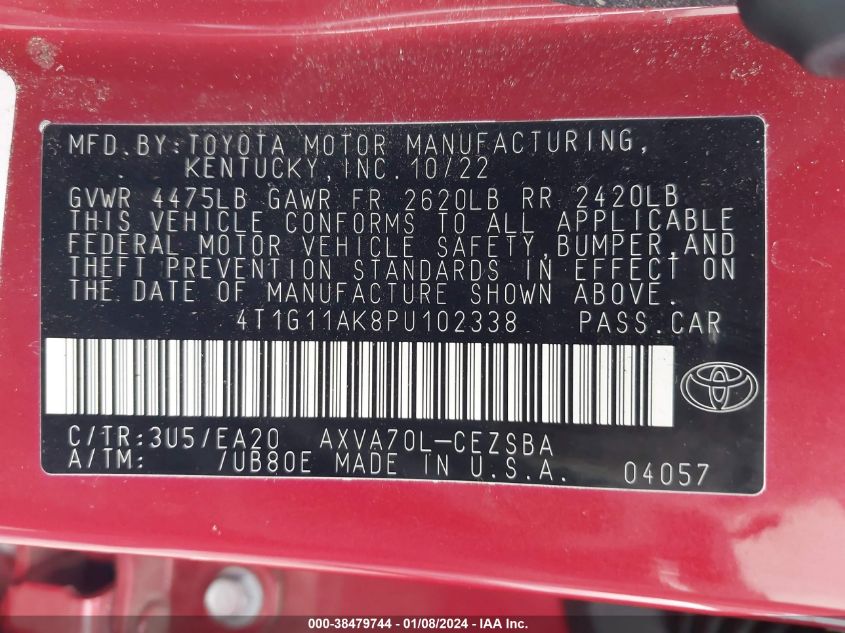 MFD.BY:TOYOTA MOTOR MANUFACTURING,
KENTUCKY, INC. 10/22
GVWR 4475LB GAWR FR 2620LB RR 2420LB
THIS VEHICLE CONFORMS TO ALL APPLICABLE
FEDERAL MOTOR VEHICLE SAFETY, BUMPER, AND
THEFT PREVENTION STANDARDS IN EFFECT ON
THE DATE OF MANUFACTURE SHOWN ABOVE.
4T1G11AK8PU102338 PASS.CAR
C/TR:3U5/EA20 AXVA70L-CEZSBA
A/TM: /UB80E MADE IN U.S.A. 04057
000-38479744 - 01/08/2024 - IAA Inc.